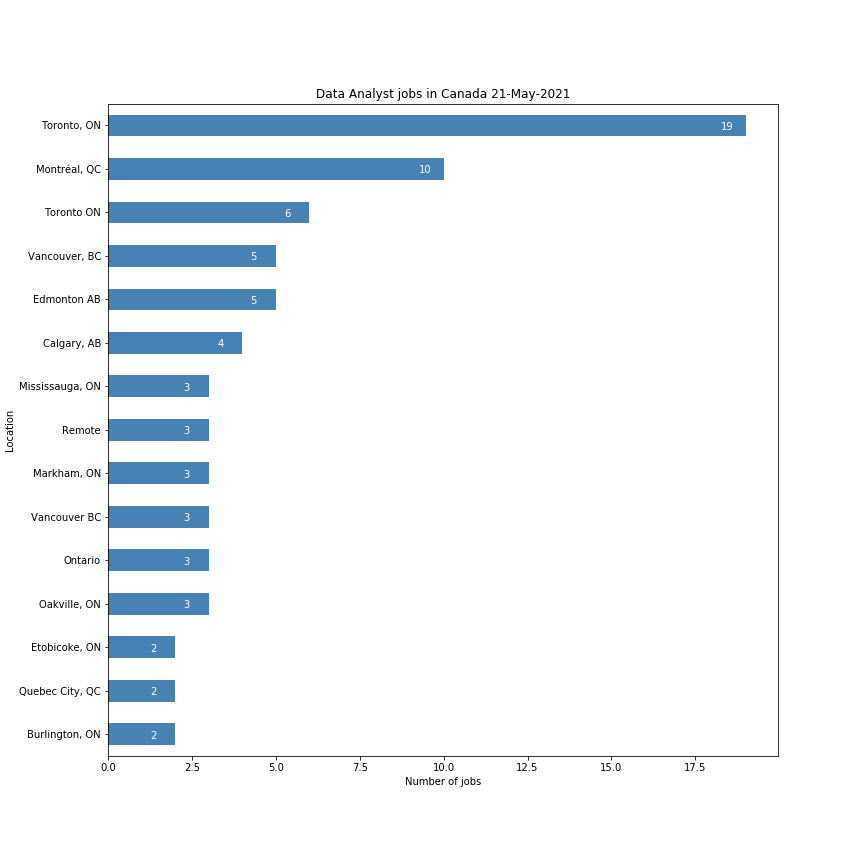 Data Analyst jobs in Canada 21-May-2021
Toronto, ON 19
Montréal, QC 10
Toronto ON 6
Vancouver, BC 5
Edmonton AB 5
Calgary, AB 4
Mississauga, ON 3
Remote 3
Markham, ON 3
Vancouver BC 3
Ontario 3
Oakville, ON 3
Etobicoke, ON 2
Quebec City, QC 2
Burlington, ON 2
Location
0.0 2.5 5.0 7.5 10.0 12.5 15.0 17.5
Number of jobs